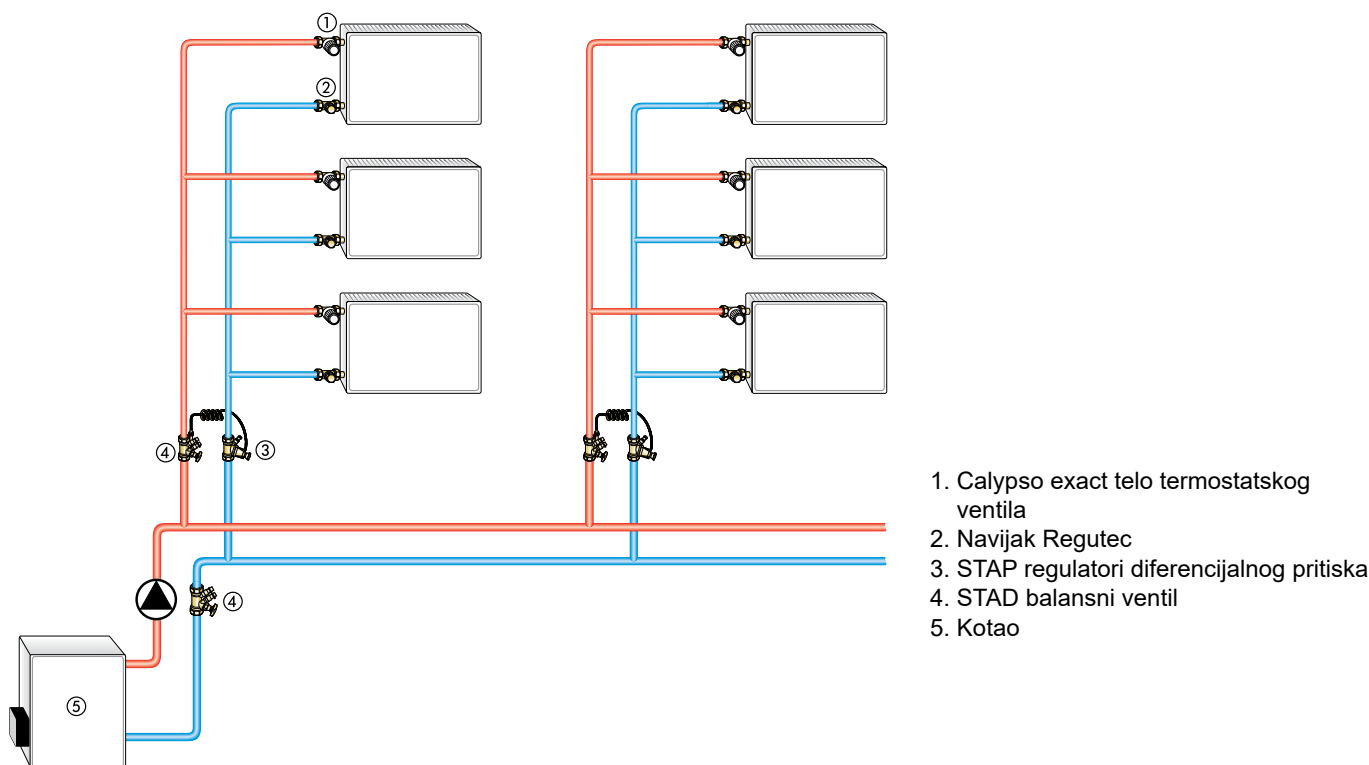 ①
②
④
③
④
⑤
1. Calypso exact telo termostatskog
ventila
2. Navijak Regutec
3. STAP regulatori diferencijalnog pritiska
4. STAD balansni ventil
5. Kotao